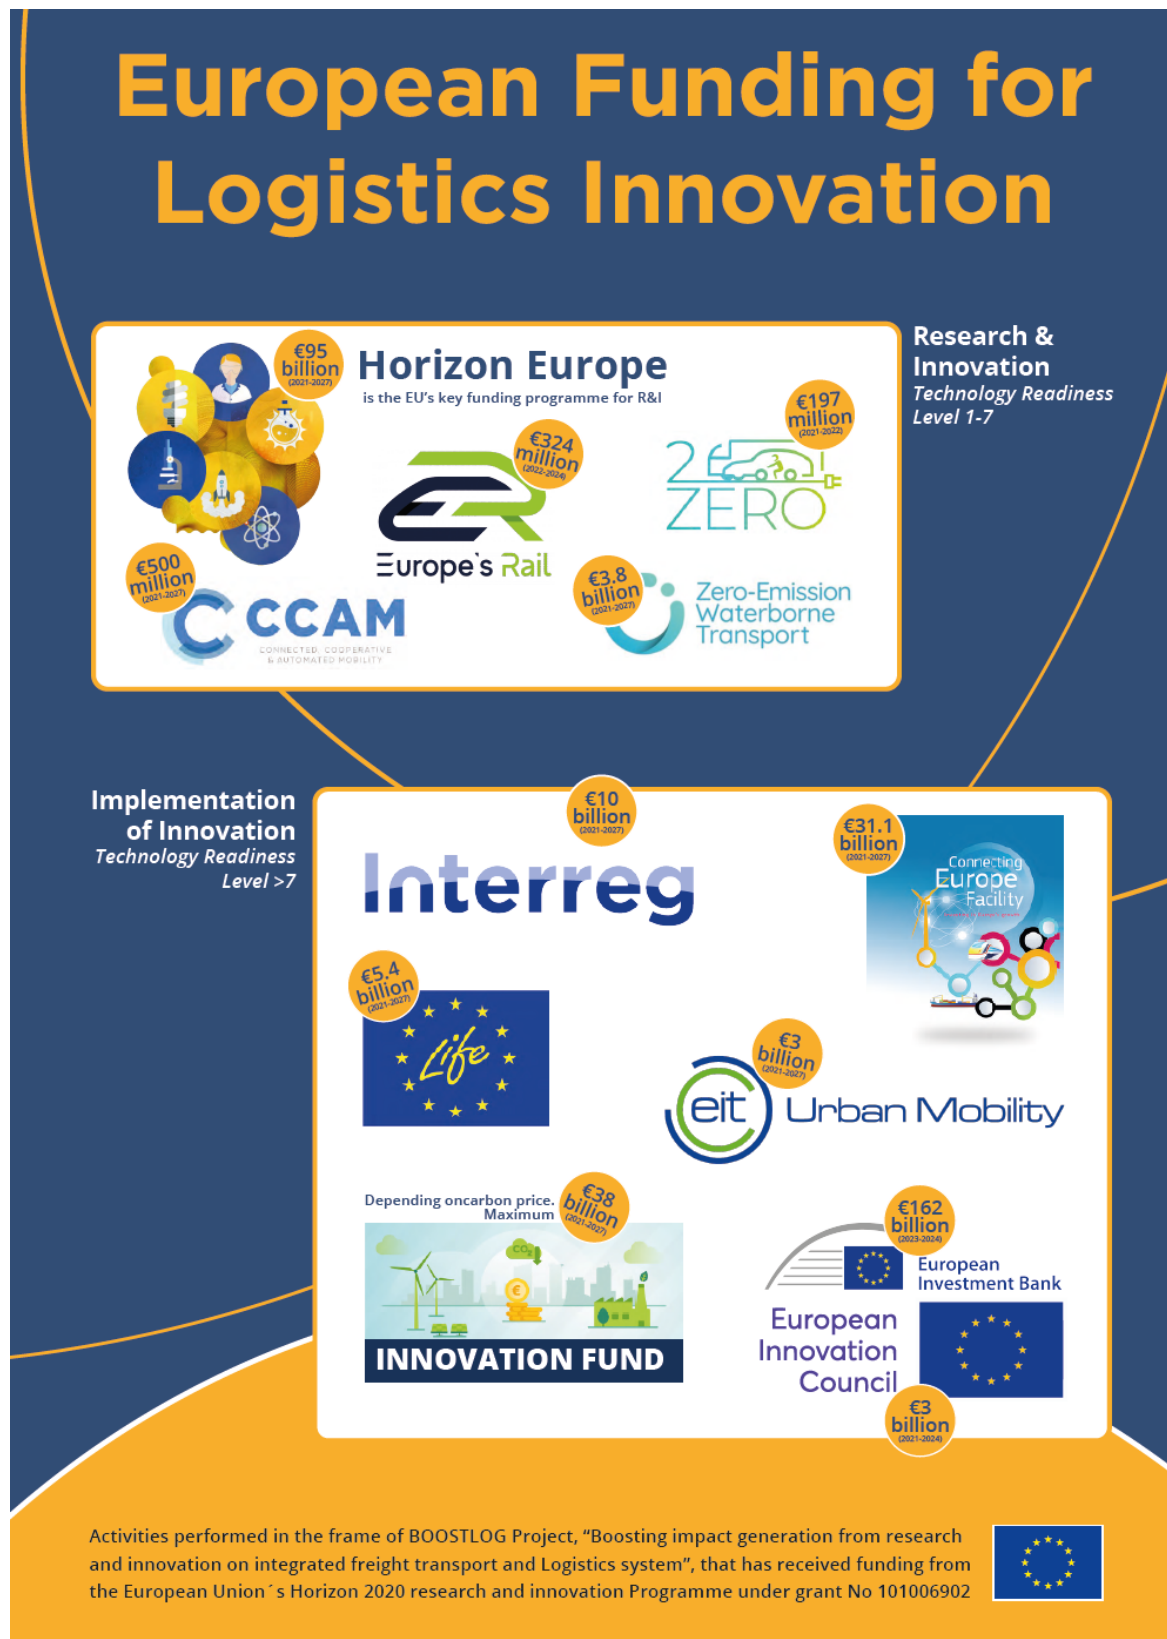 European Funding for
Logistics Innovation
Research &
Innovation
Technology Readiness
Level 1-7
€95
billion
(2021-2027)
Horizon Europe
is the EU’s key funding programme for R&I
€324
million
(2022-2024)
Europe's Rail
€197
million
(2021-2022)
2
ZERO
€500
million
(2021-2027)
CCAM
CONNECTED, COOPERATIVE
& AUTOMATED MOBILITY
€3.8
billion
(2021-2027)
Zero-Emission
Waterborne
Transport
Implementation
of Innovation
Technology Readiness
Level >7
€10
billion
(2021-2027)
Interreg
€31.1
billion
(2021-2027)
Connecting
Europe
Facility
€5.4
billion
(2021-2027)
Life
€3
billion
(2021-2027)
eit Urban Mobility
Depending oncarbon price.
Maximum
€38
billion
(2021-2027)
CO₂
€
INNOVATION FUND
€162
billion
(2023-2024)
European
Investment Bank
European
Innovation
Council
€3
billion
(2021-2024)
Activities performed in the frame of BOOSTLOG Project, “Boosting impact generation from research
and innovation on integrated freight transport and Logistics system”, that has received funding from
the European Union´s Horizon 2020 research and innovation Programme under grant No 101006902